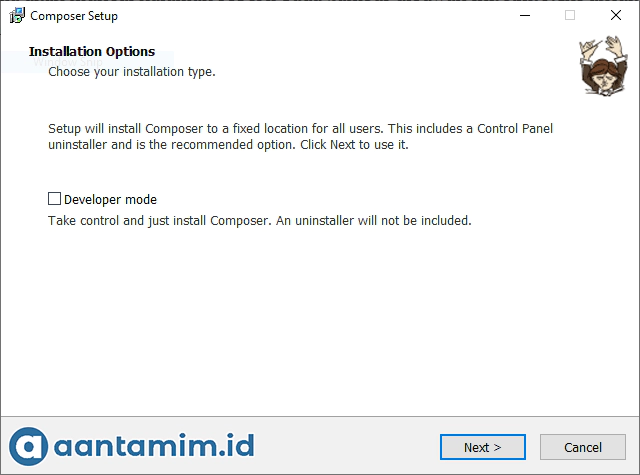 Composer Setup
Installation Options
Window Snip
Choose your installation type.
Setup will install Composer to a fixed location for all users. This includes a Control Panel
uninstaller and is the recommended option. Click Next to use it.
Developer mode
Take control and just install Composer. An uninstaller will not be included.
aantamim.id
Next >
Cancel